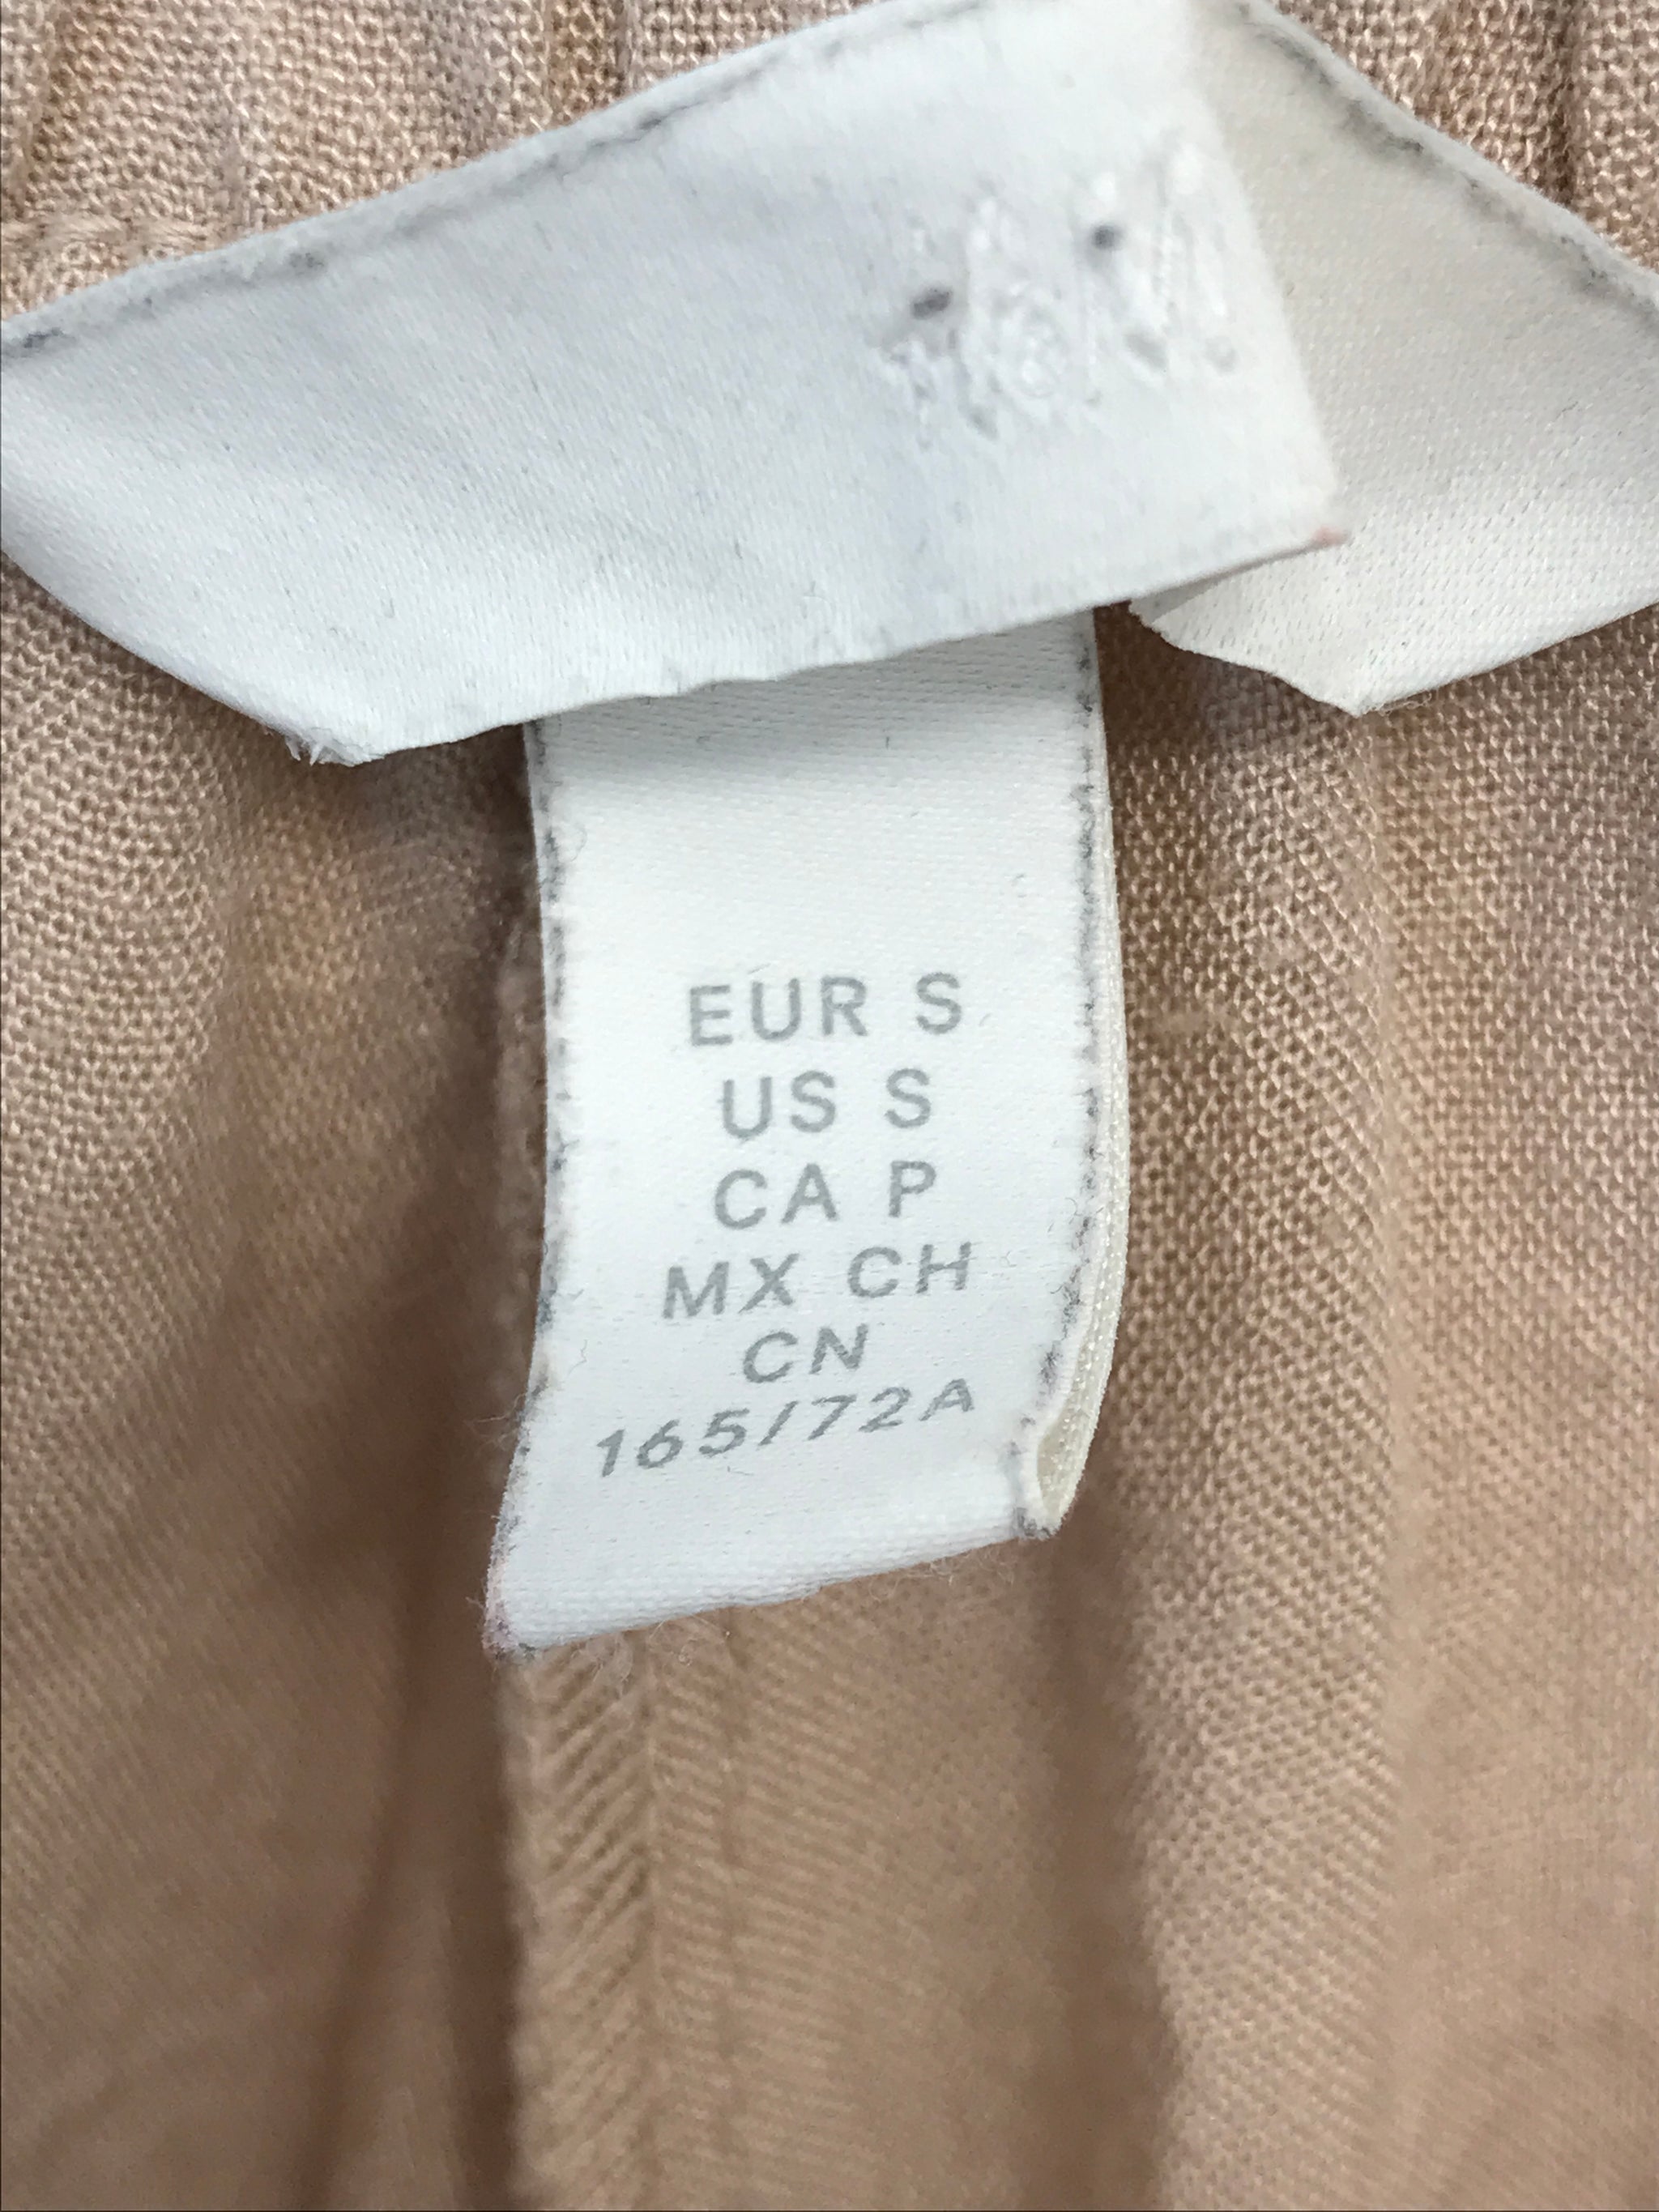 EUR S
US S
CA P
MX CH
CN
165/72A